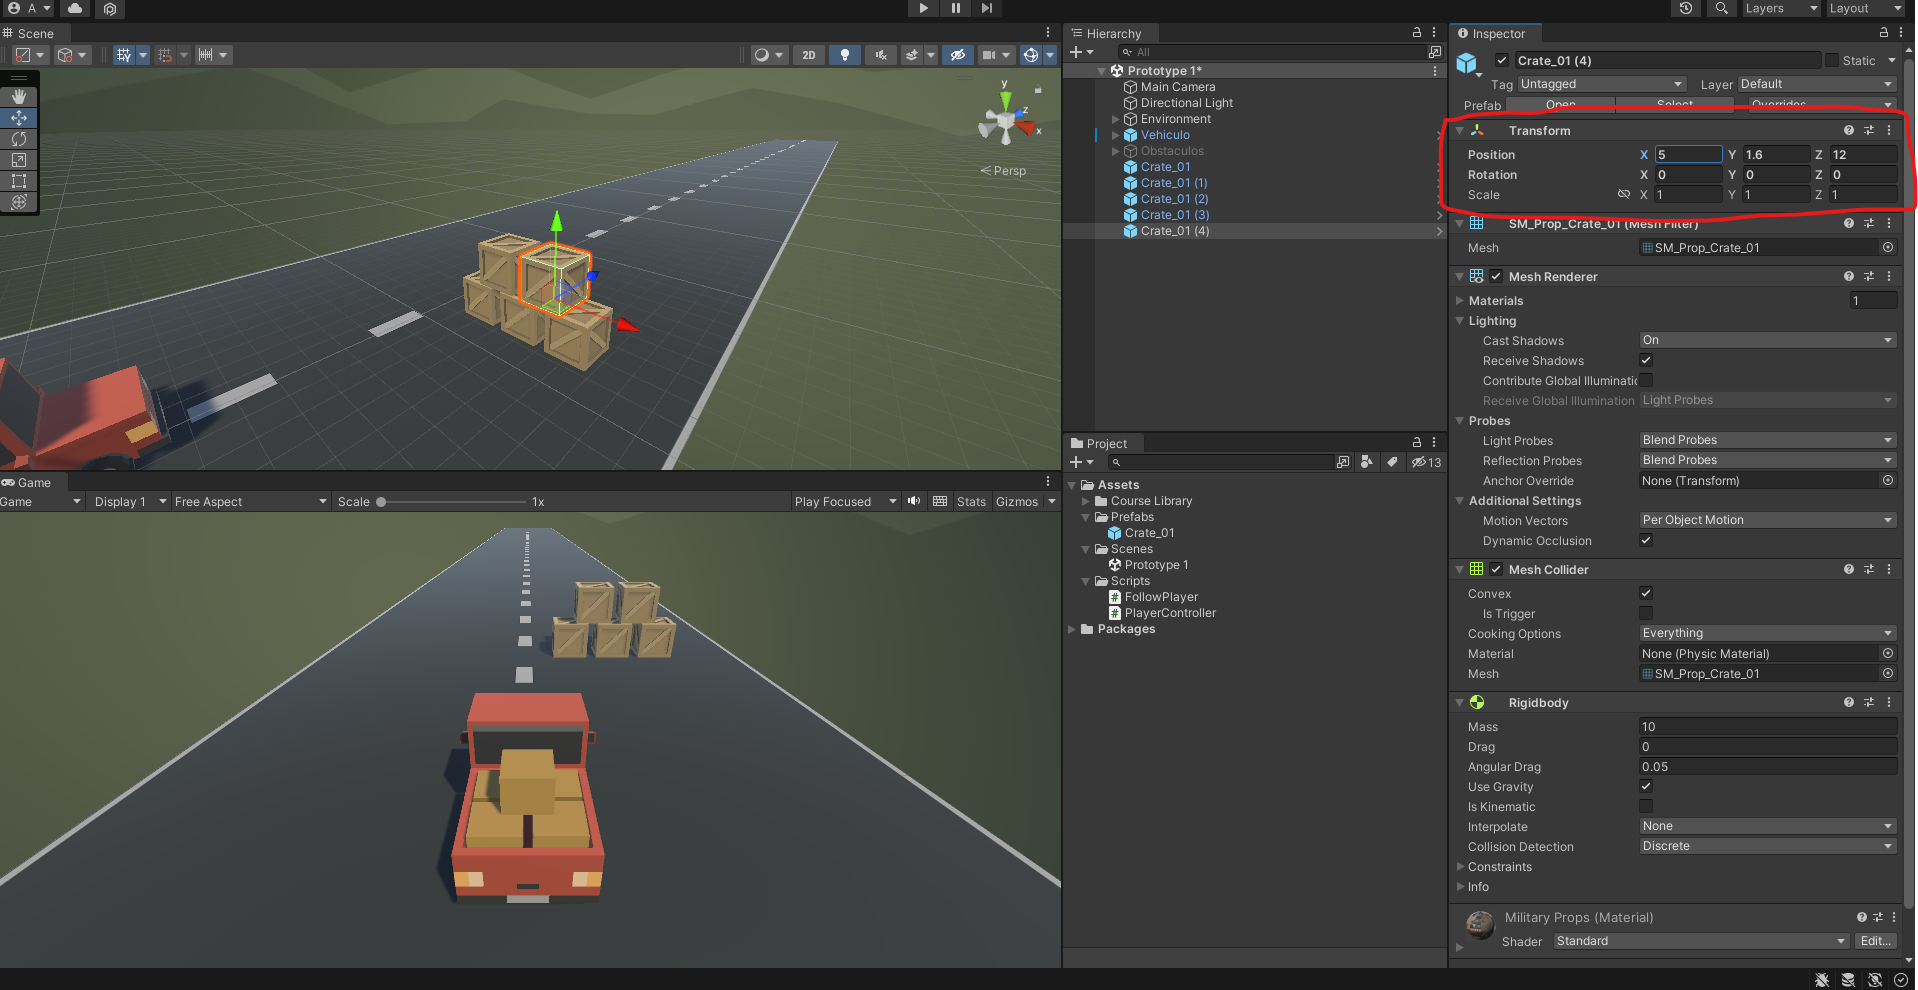 A
Layers
Layout
Scene
2D
y
z
x
Persp
Game
Game
Display 1
Free Aspect
Scale
1x
Play Focused
Stats
Gizmos
Hierarchy
All
Prototype 1*
Main Camera
Directional Light
Environment
Vehiculo
Obstaculos
Crate_01
Crate_01 (1)
Crate_01 (2)
Crate_01 (3)
Crate_01 (4)
Project
13
Assets
Course Library
Prefabs
Crate_01
Scenes
Prototype 1
Scripts
FollowPlayer
PlayerController
Packages
Inspector
Crate_01 (4)
Static
Tag Untagged
Layer Default
Prefab Open Select Overrides
Transform
Position X 5 Y 1.6 Z 12
Rotation X 0 Y 0 Z 0
Scale X 1 Y 1 Z 1
SM_Prop_Crate_01 (Mesh Filter)
Mesh SM_Prop_Crate_01
Mesh Renderer
Materials 1
Lighting
Cast Shadows On
Receive Shadows
Contribute Global Illuminatic
Receive Global Illumination Light Probes
Probes
Light Probes Blend Probes
Reflection Probes Blend Probes
Anchor Override None (Transform)
Additional Settings
Motion Vectors Per Object Motion
Dynamic Occlusion
Mesh Collider
Convex
Is Trigger
Cooking Options Everything
Material None (Physic Material)
Mesh SM_Prop_Crate_01
Rigidbody
Mass 10
Drag 0
Angular Drag 0.05
Use Gravity
Is Kinematic
Interpolate None
Collision Detection Discrete
Constraints
Info
Military Props (Material)
Shader Standard Edit...